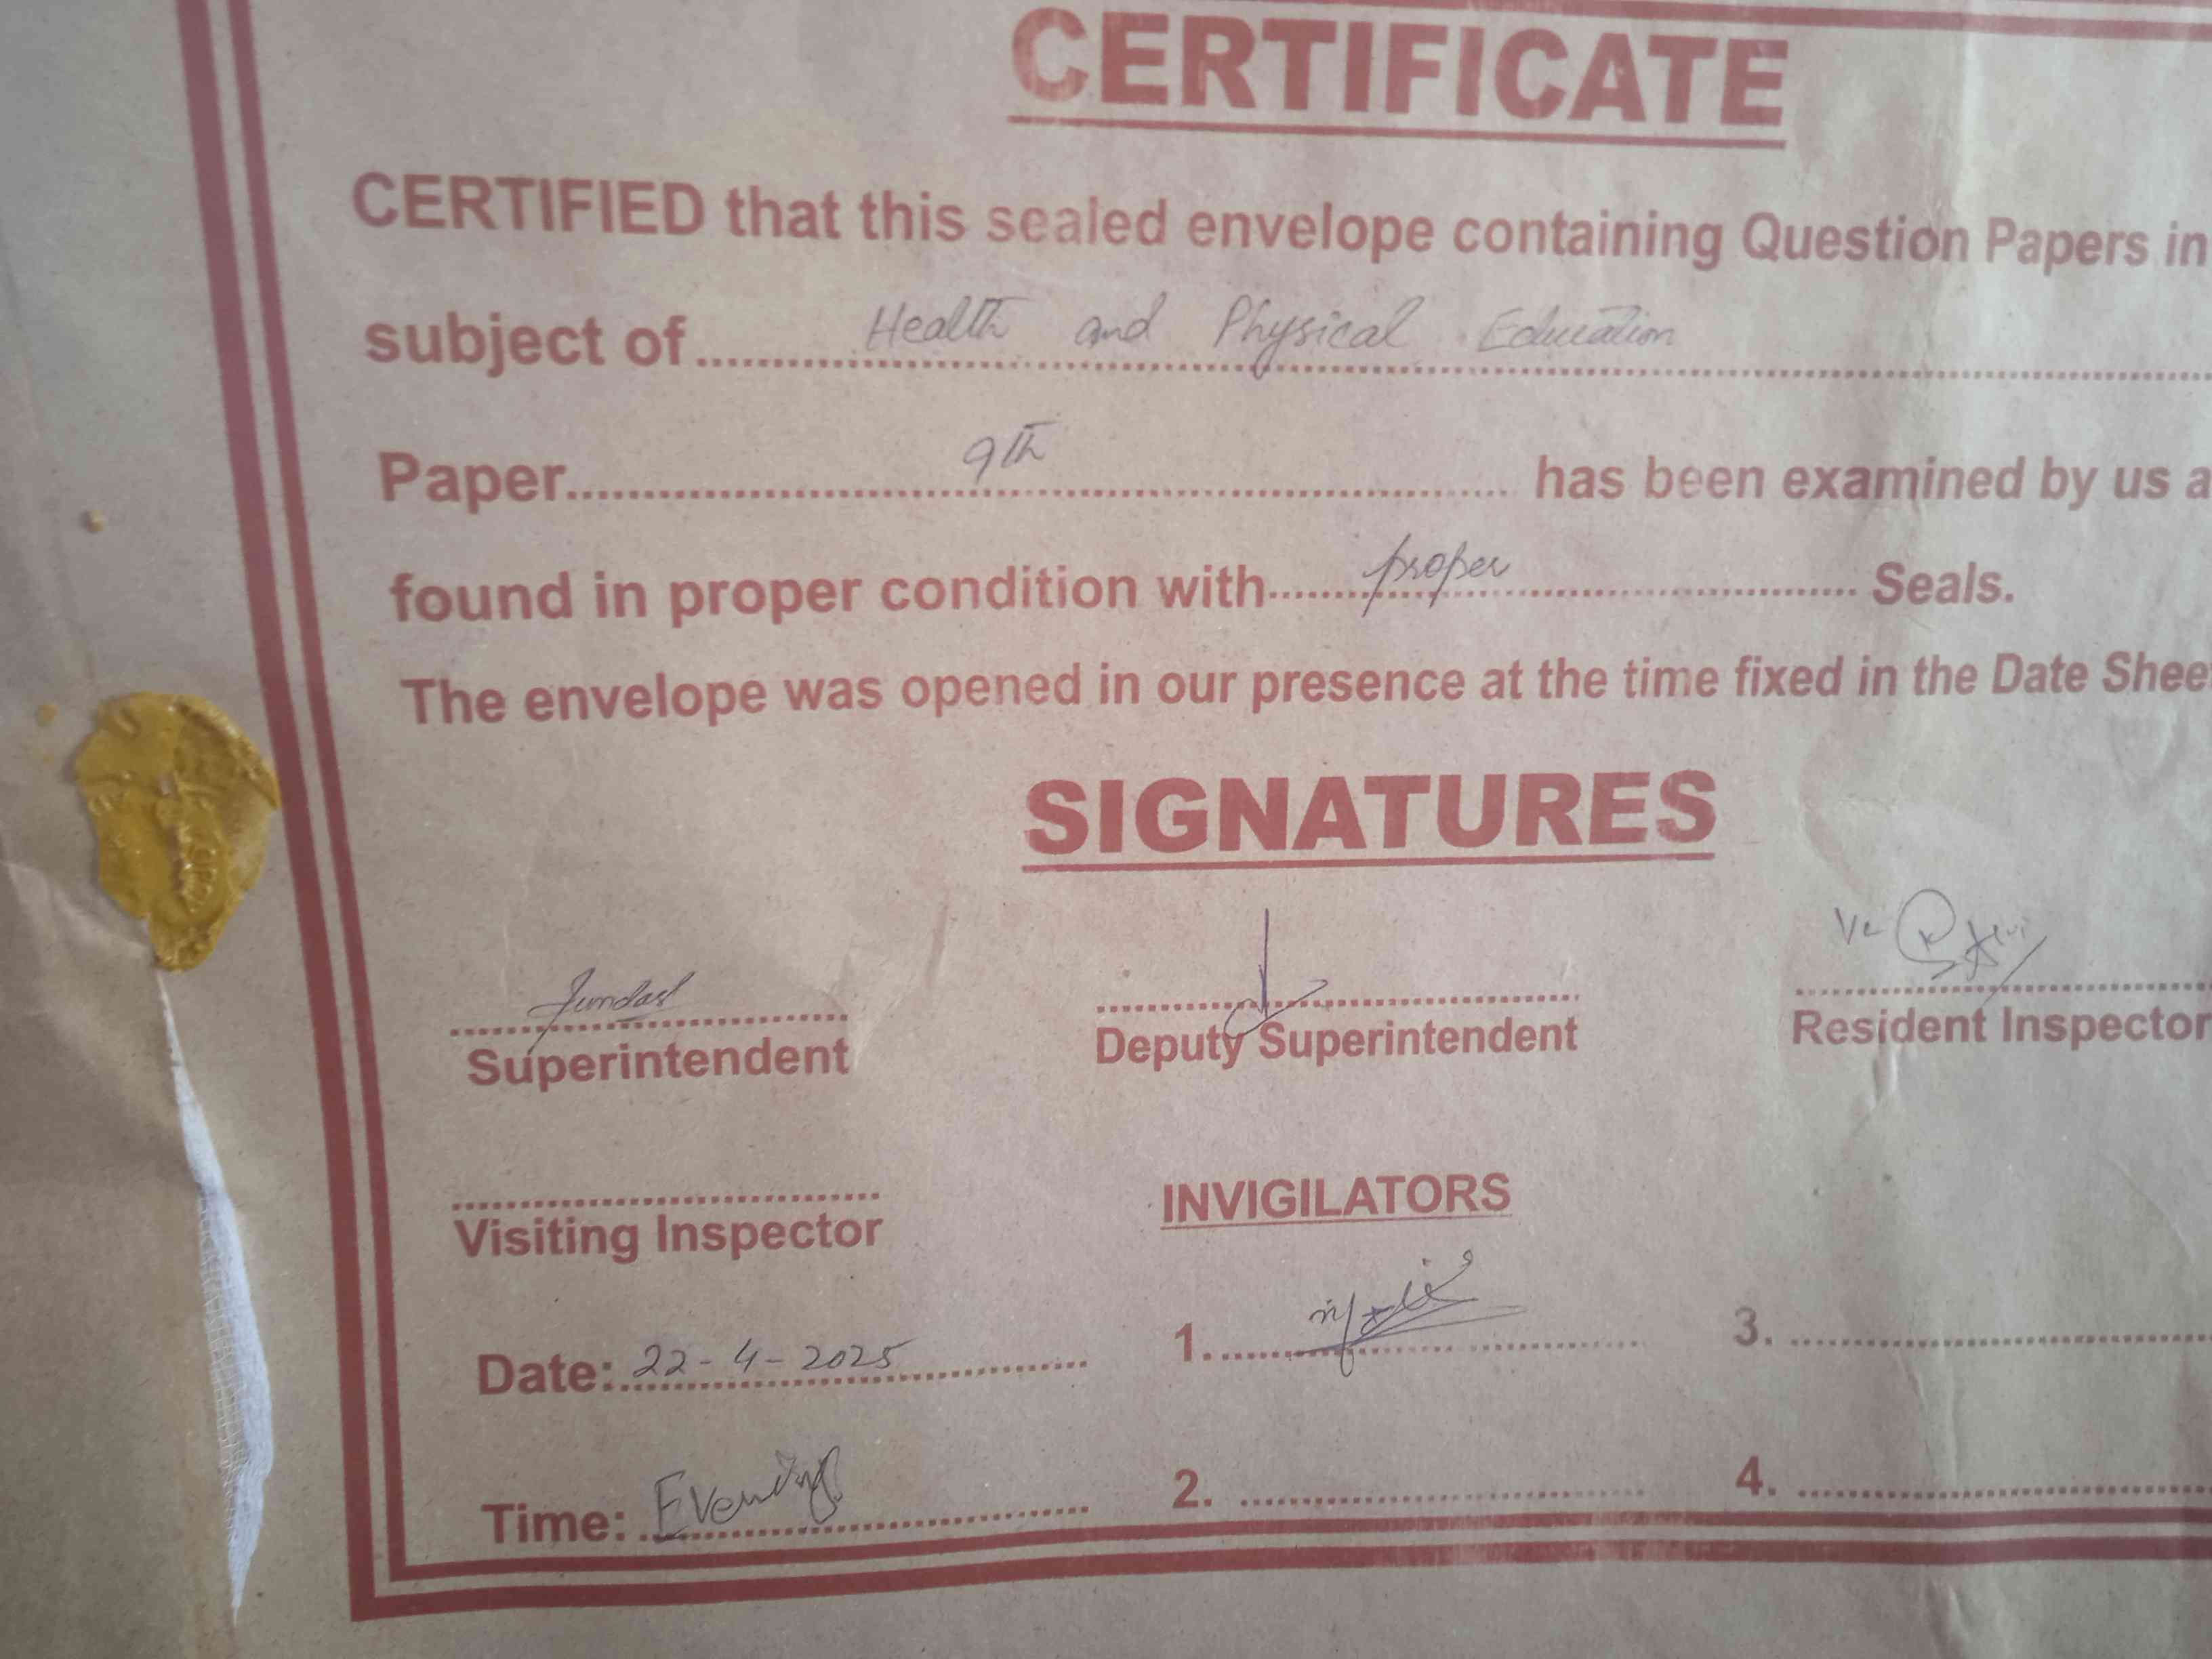 CERTIFICATE
CERTIFIED that this sealed envelope containing Question Papers in
subject of Health and Physical Education
Paper 9th has been examined by us a
found in proper condition with proper Seals.
The envelope was opened in our presence at the time fixed in the Date Shee
SIGNATURES
Superintendent Deputy Superintendent Resident Inspector
Visiting Inspector INVIGILATORS
Date: 22-4-2025 1. 3.
Time: Evening 2. 4.